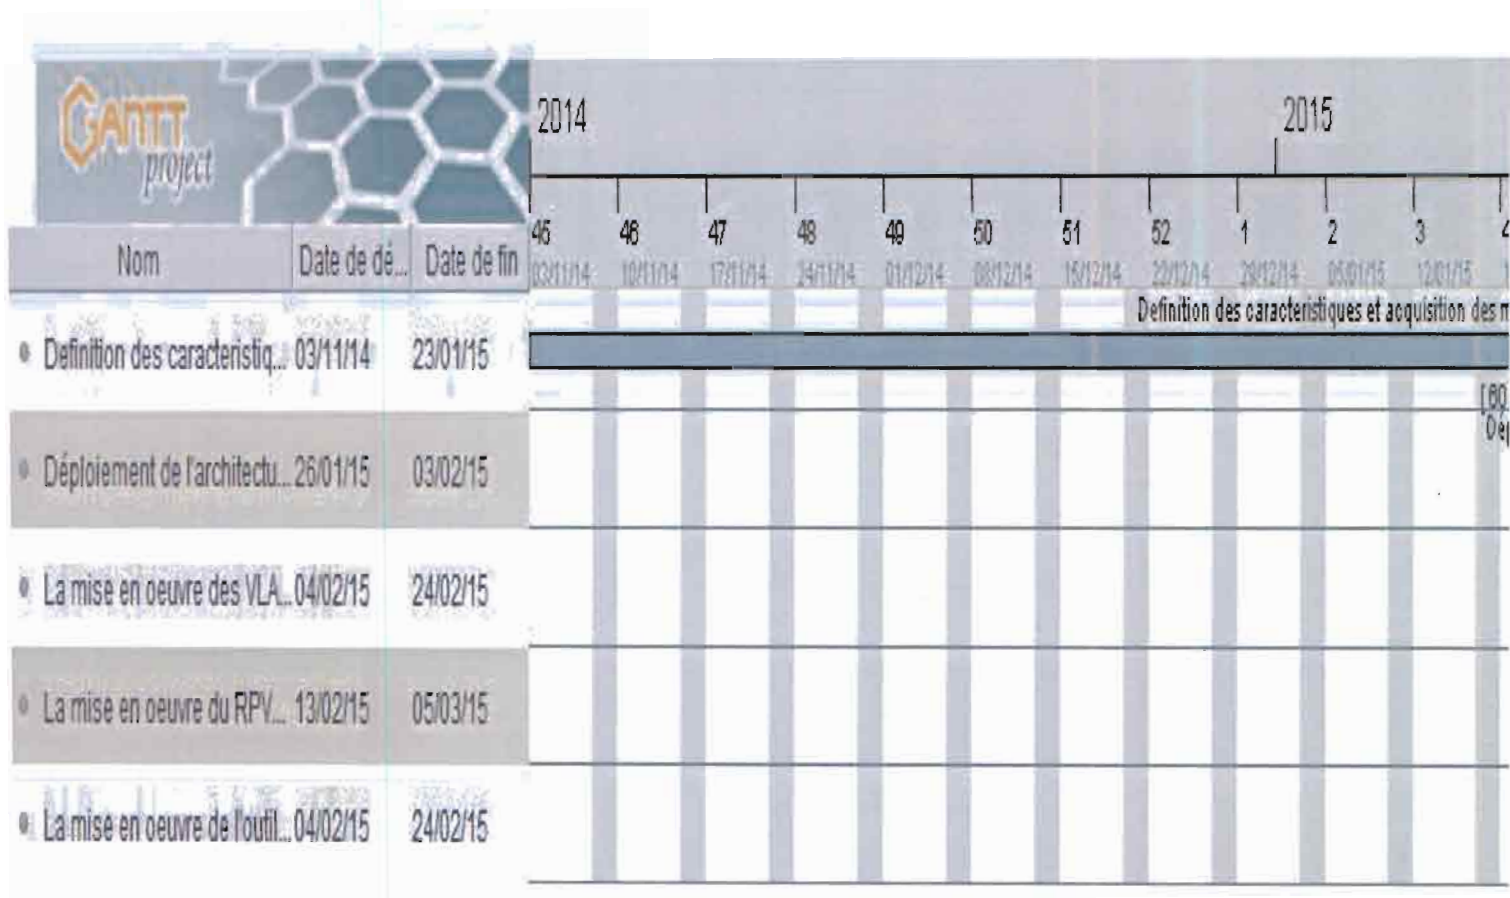 GANTT
project
2014 2015
45 46 47 48 49 50 51 52 1 2 3 4
Nom Date de dé... Date de fin 03/11/14 10/11/14 17/11/14 24/11/14 01/12/14 08/12/14 15/12/14 22/12/14 29/12/14 05/01/15 12/01/15
Definition des caracteristiques et acquisition des m
Definition des caracteristiq... 03/11/14 23/01/15
[60
Dép
Déploiement de l'architectu... 26/01/15 03/02/15
La mise en oeuvre des VLA... 04/02/15 24/02/15
La mise en oeuvre du RPV... 13/02/15 05/03/15
La mise en oeuvre de l'outil... 04/02/15 24/02/15